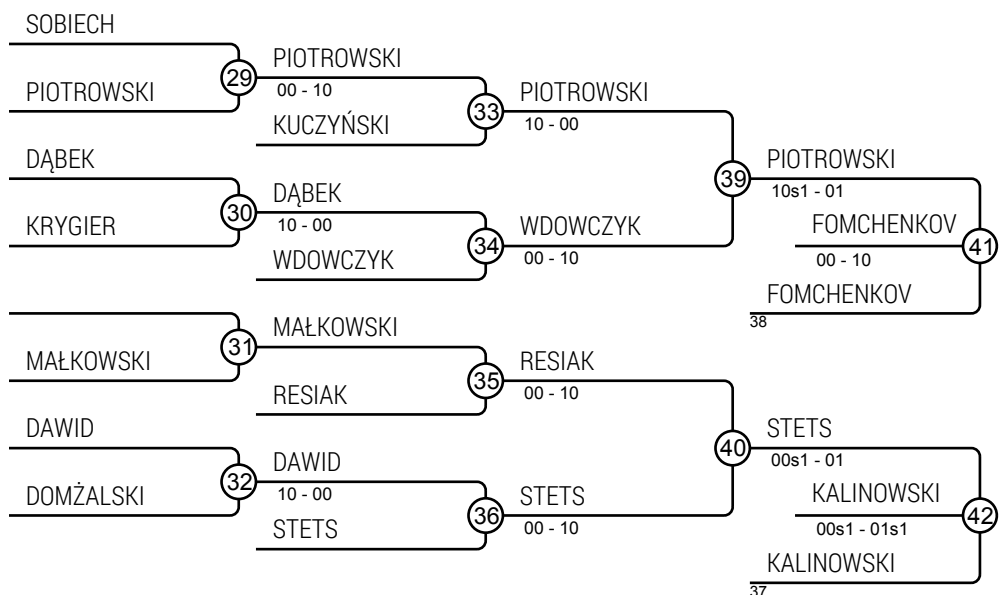 SOBIECH
PIOTROWSKI
29
PIOTROWSKI
00 - 10
KUCZYŃSKI
33
PIOTROWSKI
10 - 00
DĄBEK
KRYGIER
30
DĄBEK
10 - 00
WDOWCZYK
34
WDOWCZYK
00 - 10
39
PIOTROWSKI
10s1 - 01
FOMCHENKOV
00 - 10
41
FOMCHENKOV
38
MAŁKOWSKI
31
MAŁKOWSKI
RESIAK
35
RESIAK
00 - 10
DAWID
DOMŻALSKI
32
DAWID
10 - 00
STETS
36
STETS
00 - 10
40
STETS
00s1 - 01
KALINOWSKI
00s1 - 01s1
42
KALINOWSKI
37